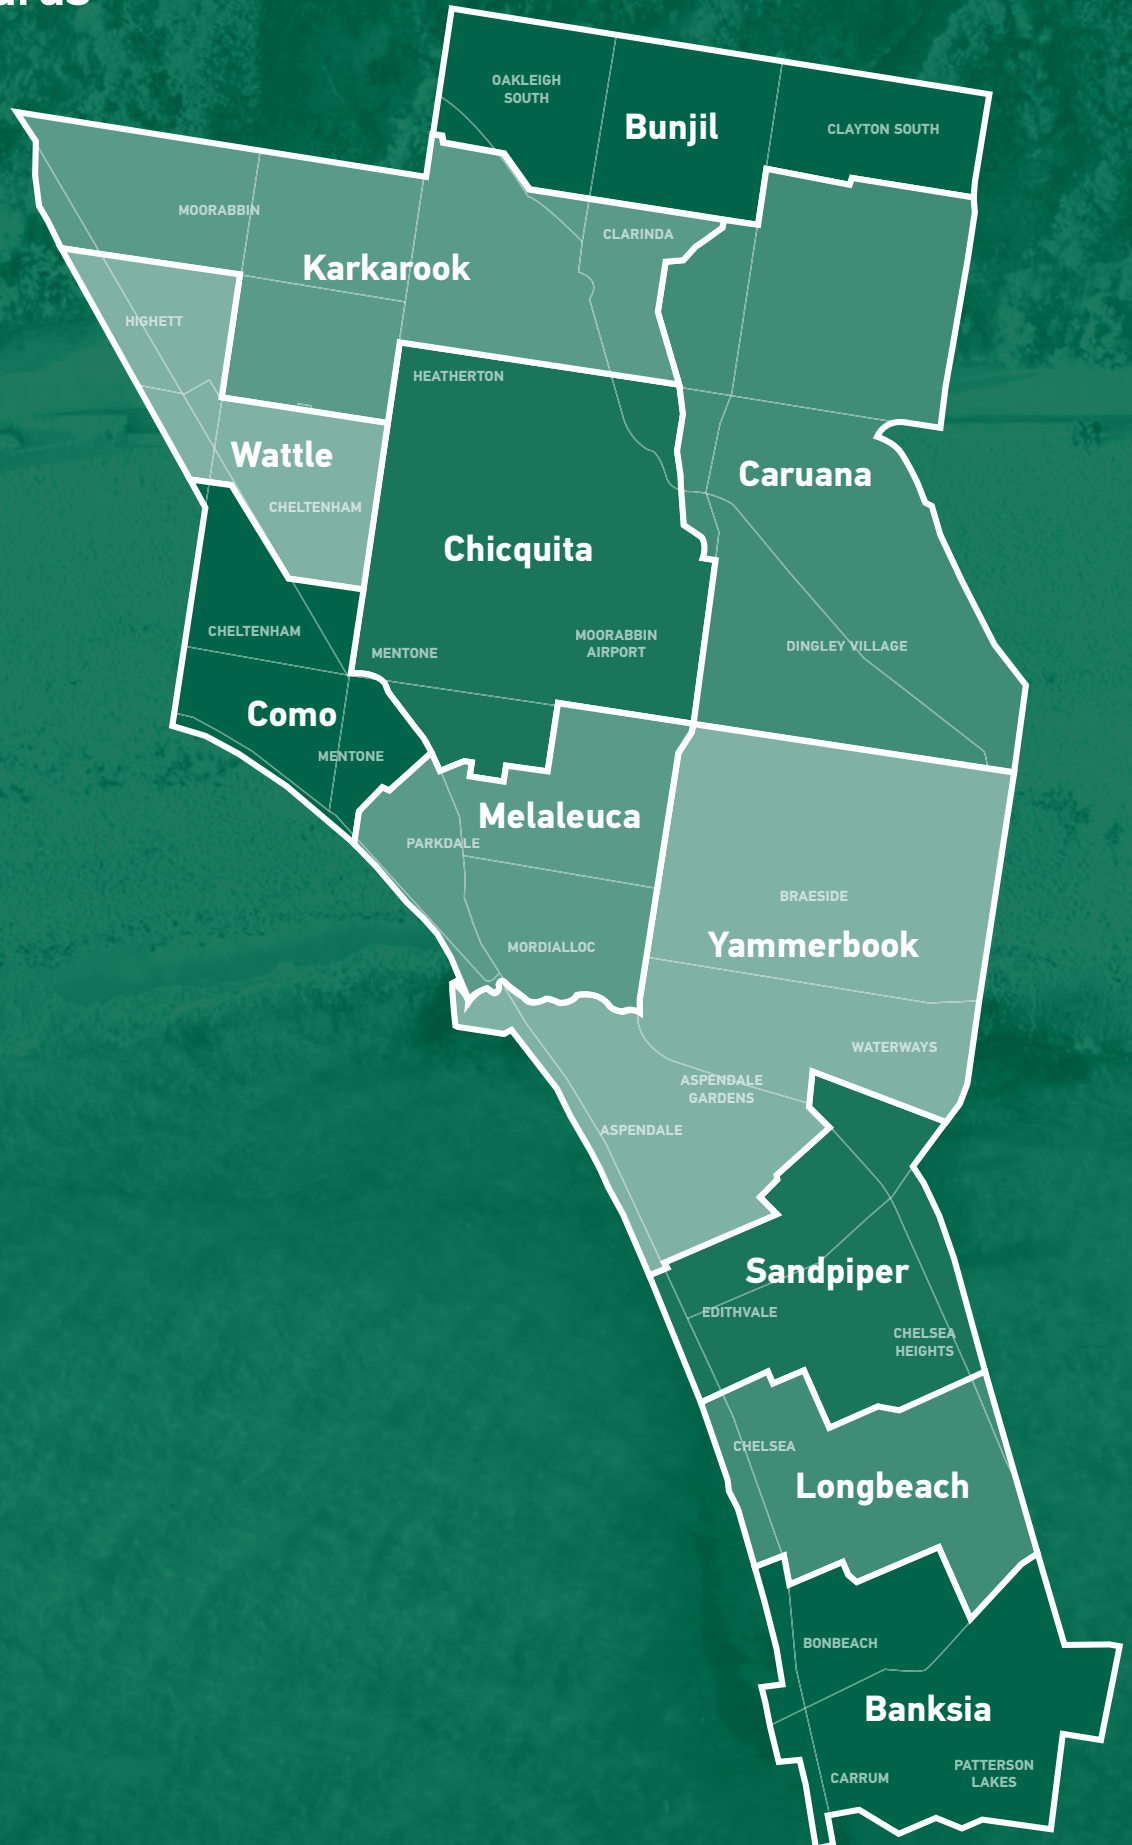 OAKLEIGH
SOUTH
Bunjil
CLAYTON SOUTH
MOORABBIN
CLARINDA
Karkarook
HIGHETT
HEATHERTON
Wattle
Caruana
CHELTENHAM
Chicquita
CHELTENHAM
MENTONE
MOORABBIN
AIRPORT
DINGLEY VILLAGE
Como
MENTONE
Melaleuca
PARKDALE
BRAESIDE
MORDIALLOC
Yammerbook
WATERWAYS
ASPENDALE
GARDENS
ASPENDALE
Sandpiper
EDITHVALE
CHELSEA
HEIGHTS
CHELSEA
Longbeach
BONBEACH
Banksia
CARRUM
PATTERSON
LAKES